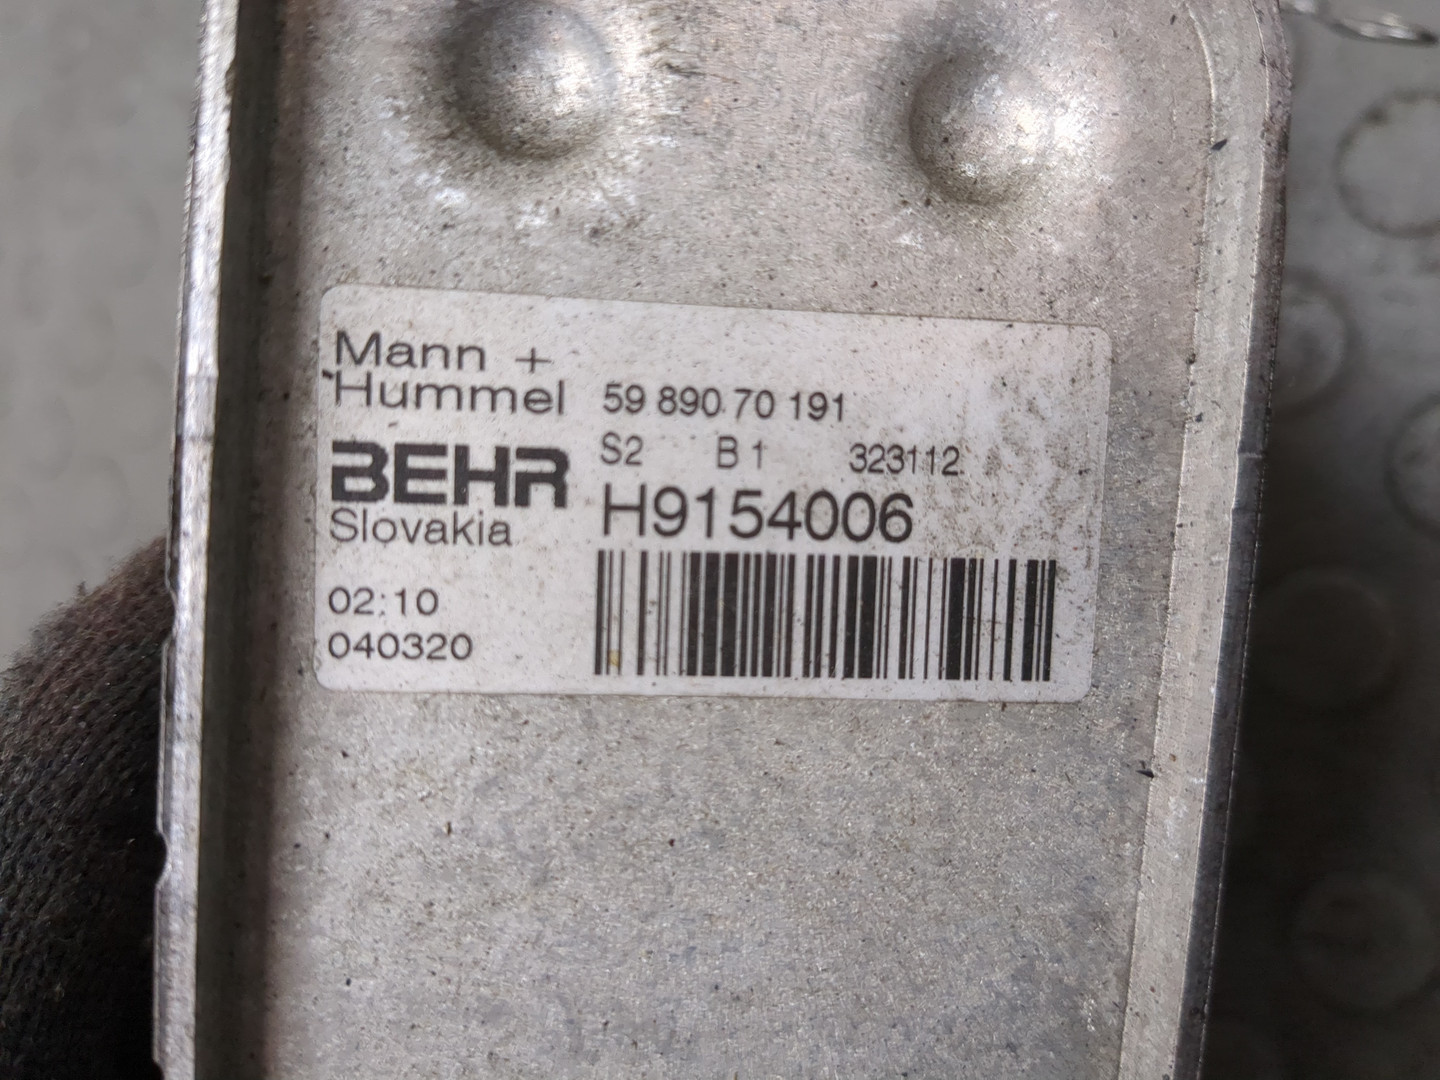 Mann +
Hummel 59 890 70 191
BEHR S2 B1 323112
Slovakia H9154006
02:10
040320